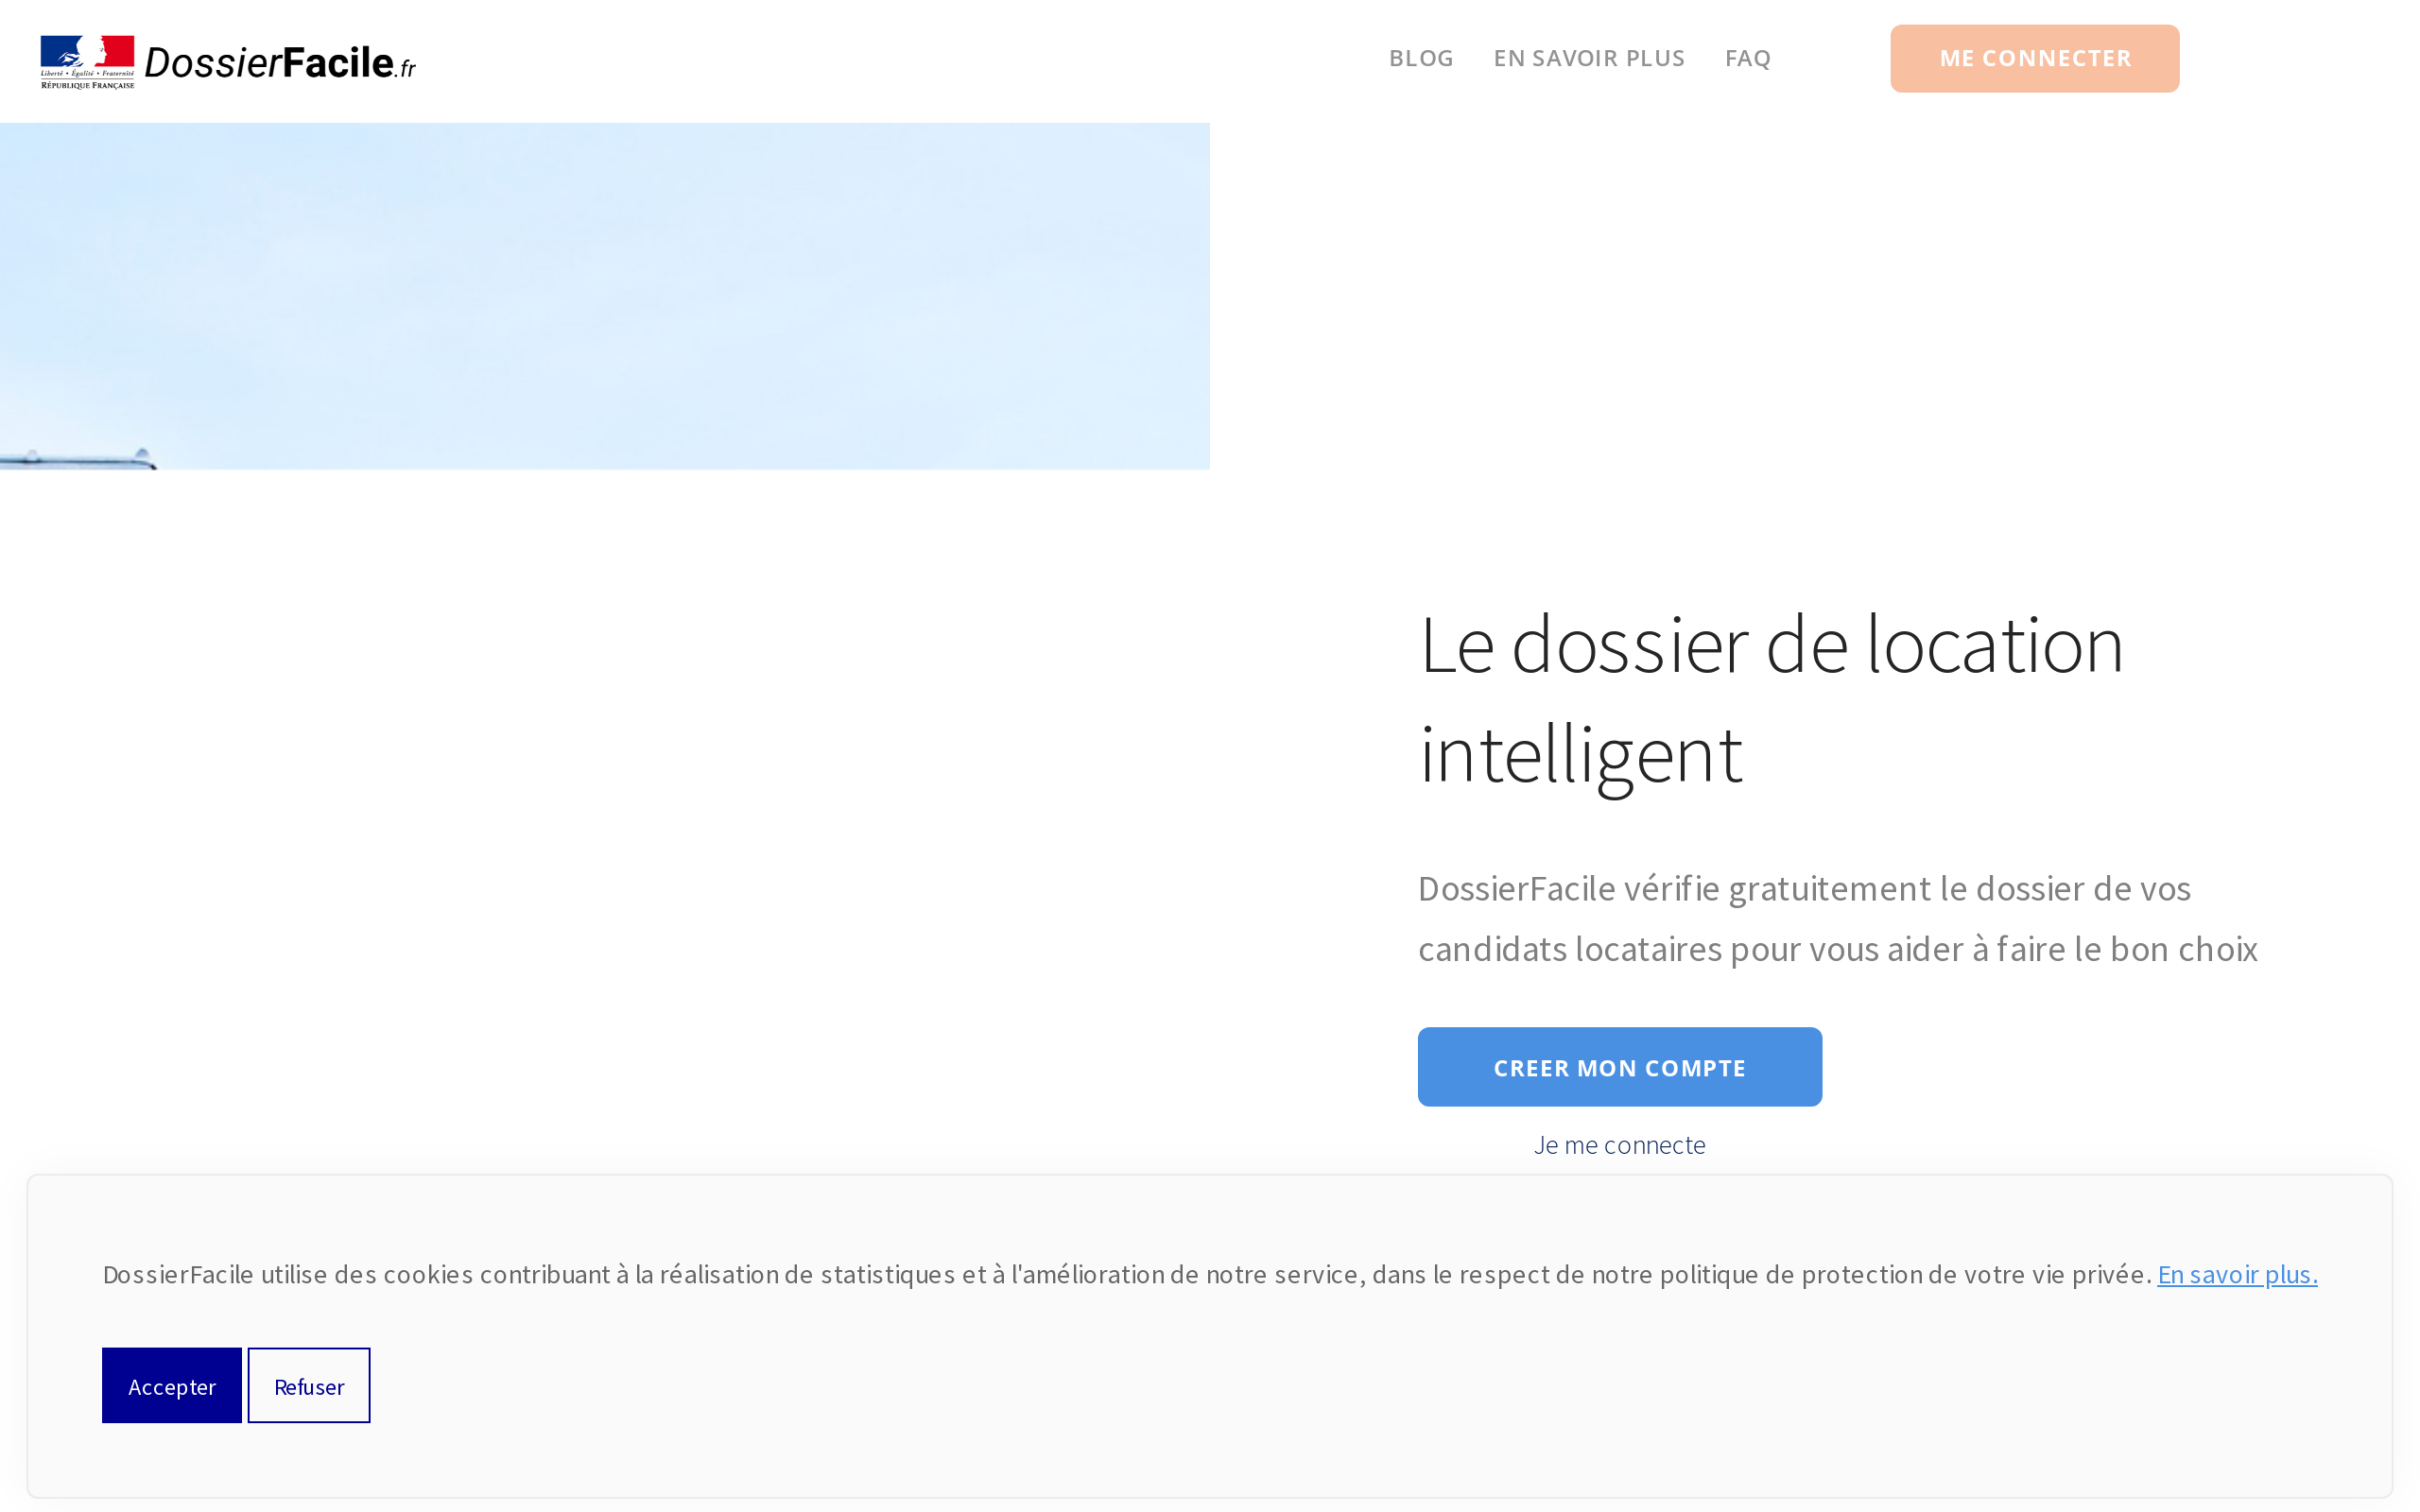 Liberté • Égalité • Fraternité
RÉPUBLIQUE FRANÇAISE
DossierFacile.fr
BLOG EN SAVOIR PLUS FAQ ME CONNECTER
Le dossier de location
intelligent
DossierFacile vérifie gratuitement le dossier de vos
candidats locataires pour vous aider à faire le bon choix
CREER MON COMPTE
Je me connecte
DossierFacile utilise des cookies contribuant à la réalisation de statistiques et à l'amélioration de notre service, dans le respect de notre politique de protection de votre vie privée. En savoir plus.
Accepter Refuser